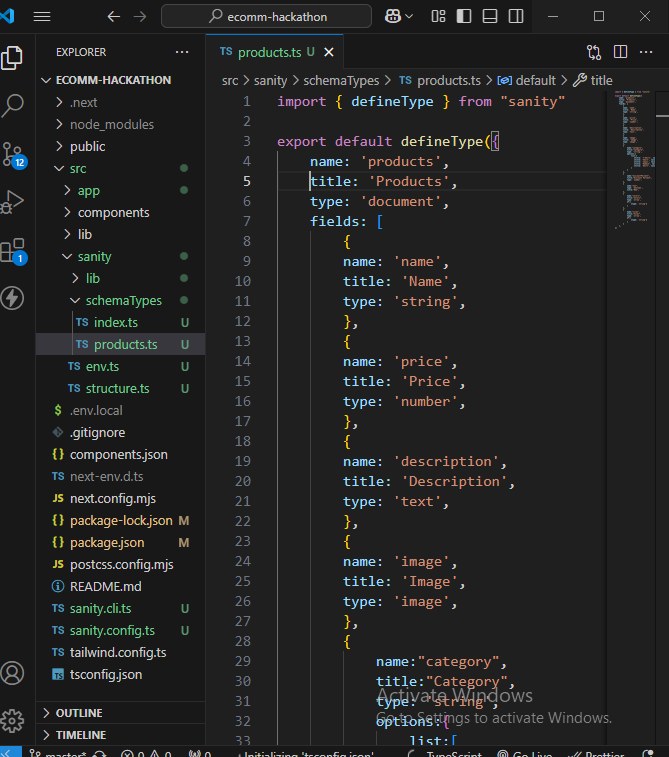 ecomm-hackathon
EXPLORER
products.ts U
ECOMM-HACKATHON
.next
node_modules
public
src
app
components
lib
sanity
lib
schemaTypes
TS index.ts U
TS products.ts U
TS env.ts U
TS structure.ts U
$ .env.local
.gitignore
{} components.json
TS next-env.d.ts
JS next.config.mjs
{} package-lock.json M
{} package.json M
JS postcss.config.mjs
README.md
TS sanity.cli.ts U
TS sanity.config.ts U
TS tailwind.config.ts
TS tsconfig.json
OUTLINE
TIMELINE
12
1
src > sanity > schemaTypes > TS products.ts > default > title
1 import { defineType } from "sanity"
2
3 export default defineType({
4 name: 'products',
5 title: 'Products',
6 type: 'document',
7 fields: [
8 {
9 name: 'name',
10 title: 'Name',
11 type: 'string',
12 },
13 {
14 name: 'price',
15 title: 'Price',
16 type: 'number',
17 },
18 {
19 name: 'description',
20 title: 'Description',
21 type: 'text',
22 },
23 {
24 name: 'image',
25 title: 'Image',
26 type: 'image',
27 },
28 {
29 name:"category",
30 title:"Category",
31 type: 'string',
32 options:{
33 list:[
Activate Windows
Go to Settings to activate Windows.
master* 0 0 0 Initializing 'tsconfig.json' TypeScript Go Live Prettier